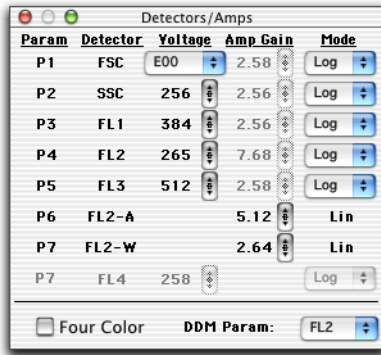 Detectors/Amps
Param Detector Voltage Amp Gain Mode
P1 FSC E00 2.58 Log
P2 SSC 256 2.56 Log
P3 FL1 384 2.56 Log
P4 FL2 265 7.68 Log
P5 FL3 512 2.58 Log
P6 FL2-A 5.12 Lin
P7 FL2-W 2.64 Lin
P7 FL4 258 Log
Four Color DDM Param: FL2